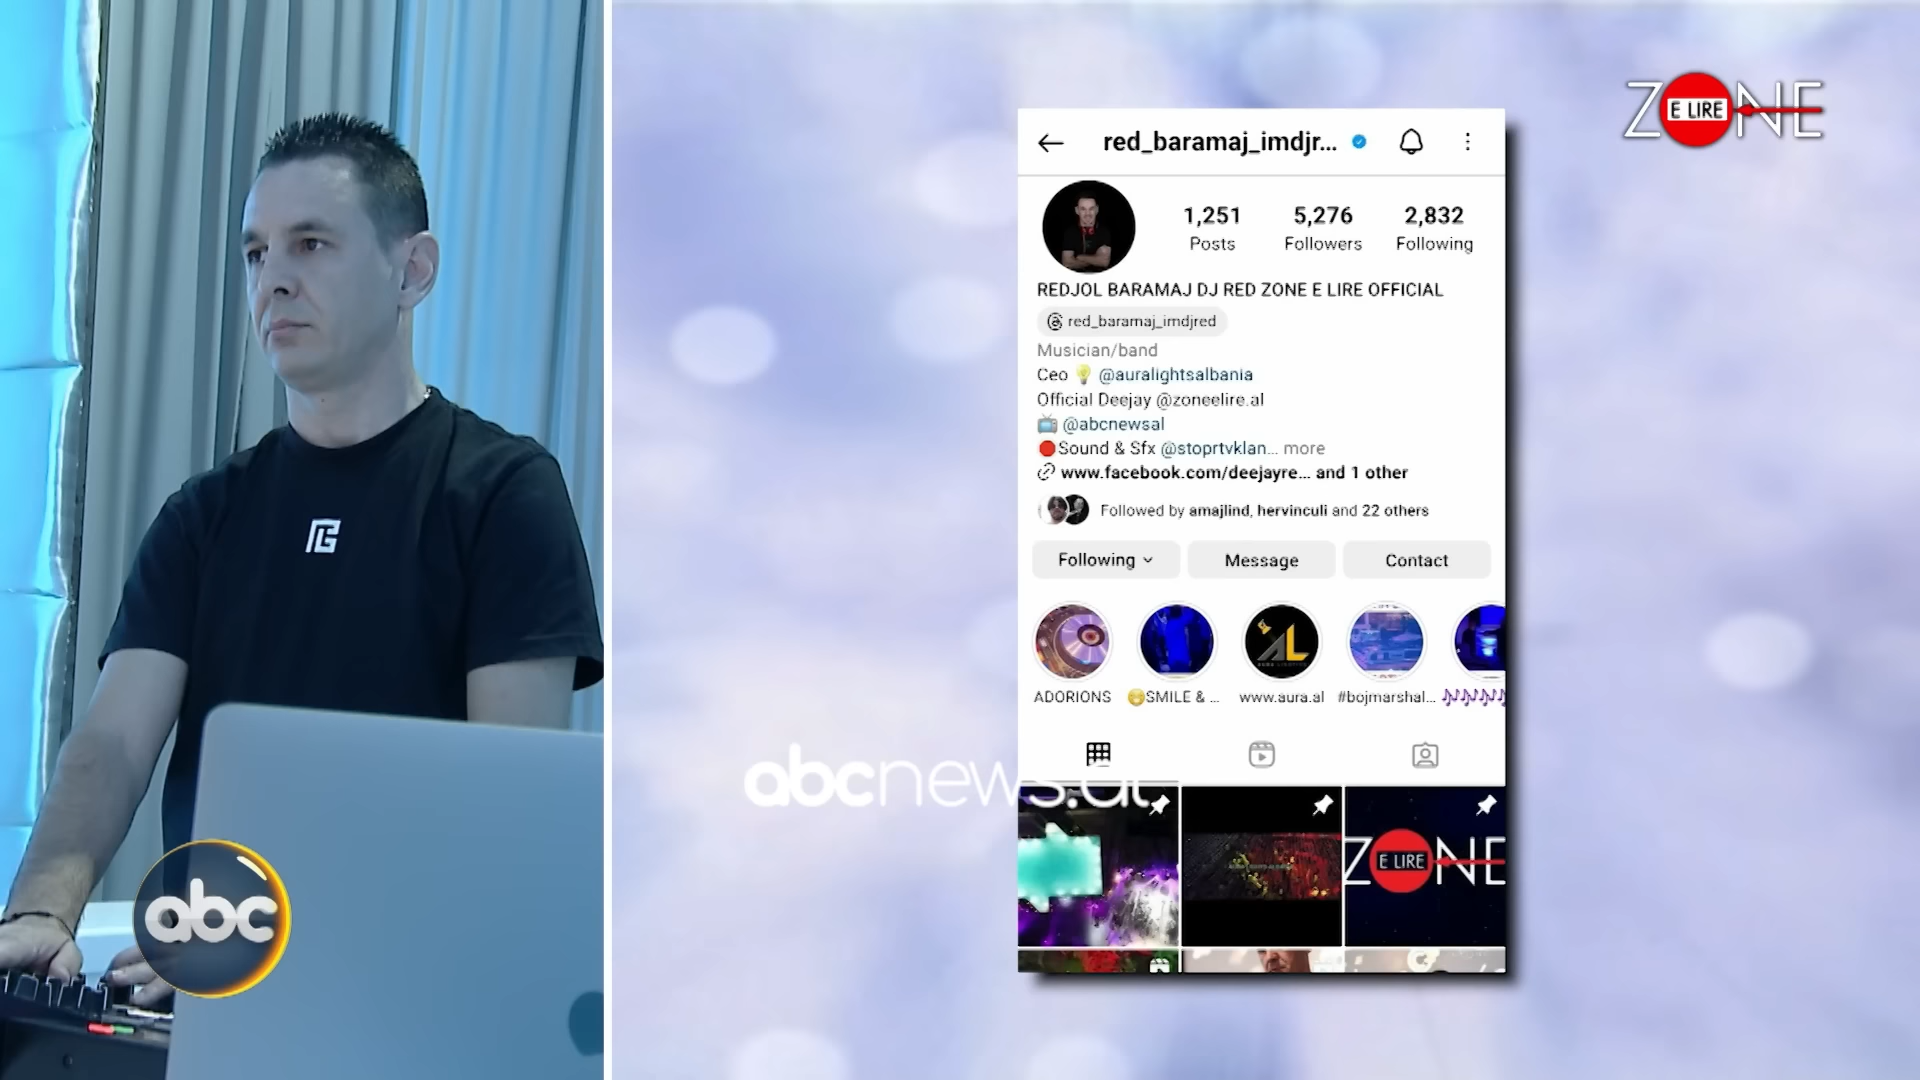 Z E LIRE NE
red_baramaj_imdjr...
1,251 5,276 2,832
Posts Followers Following
REDJOL BARAMAJ DJ RED ZONE E LIRE OFFICIAL
red_baramaj_imdjred
Musician/band
Ceo 💡 @auralightsalbania
Official Deejay @zoneelire.al
📺 @abcnewsal
🛑Sound & Sfx @stoprtvklan... more
www.facebook.com/deejayre... and 1 other
Followed by amajlind, hervinculi and 22 others
Following Message Contact
AL
ADORIONS 😁SMILE & ... www.aura.al #bojmarshal... 🎶🎶🎶
abcnews.al
Z E LIRE NE
abc